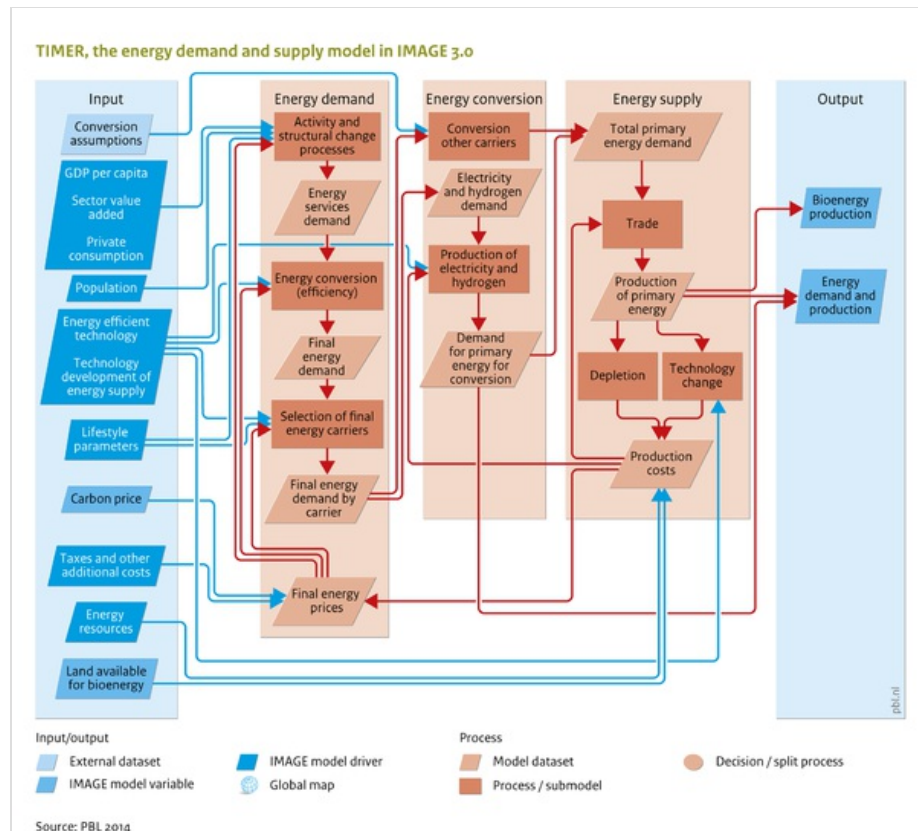 TIMER, the energy demand and supply model in IMAGE 3.0
Input
Conversion
assumptions
GDP per capita
Sector value
added
Private
consumption
Population
Energy efficient
technology
Technology
development of
energy supply
Lifestyle
parameters
Carbon price
Taxes and other
additional costs
Energy
resources
Land available
for bioenergy
Energy demand
Activity and
structural change
processes
Energy
services
demand
Energy conversion
(efficiency)
Final
energy
demand
Selection of final
energy carriers
Final energy
demand by
carrier
Final energy
prices
Energy conversion
Conversion
other carriers
Electricity
and hydrogen
demand
Production of
electricity and
hydrogen
Demand
for primary
energy for
conversion
Energy supply
Total primary
energy demand
Trade
Production
of primary
energy
Depletion
Technology
change
Production
costs
Output
Bioenergy
production
Energy
demand and
production
pbl.nl
Input/output
External dataset
IMAGE model variable
IMAGE model driver
Global map
Process
Model dataset
Process / submodel
Decision / split process
Source: PBL 2014